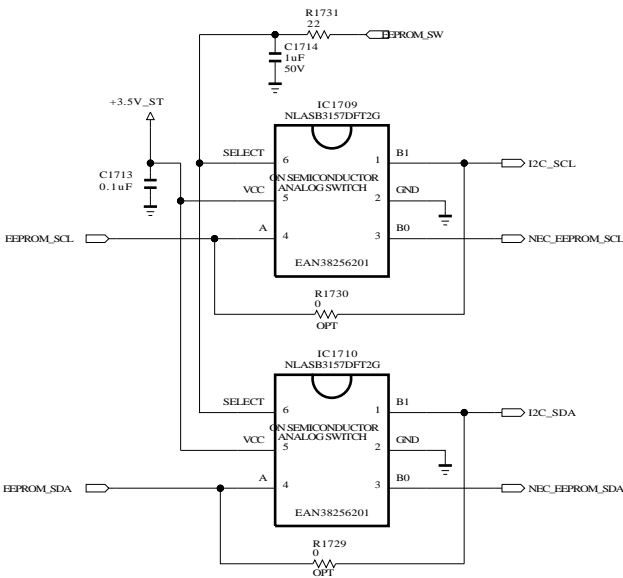 R1731
22
EEPROM_SW
C1714
1uF
50V
+3.5V_ST
IC1709
NLASB3157DFT2G
C1713
0.1uF
SELECT
6
1
B1
I2C_SCL
ON SEMICONDUCTOR
ANALOG SWITCH
VCC
5
2
GND
EEPROM_SCL
A
4
3
B0
NEC_EEPROM_SCL
EAN38256201
R1730
0
OPT
IC1710
NLASB3157DFT2G
SELECT
6
1
B1
I2C_SDA
ON SEMICONDUCTOR
ANALOG SWITCH
VCC
5
2
GND
EEPROM_SDA
A
4
3
B0
NEC_EEPROM_SDA
EAN38256201
R1729
0
OPT